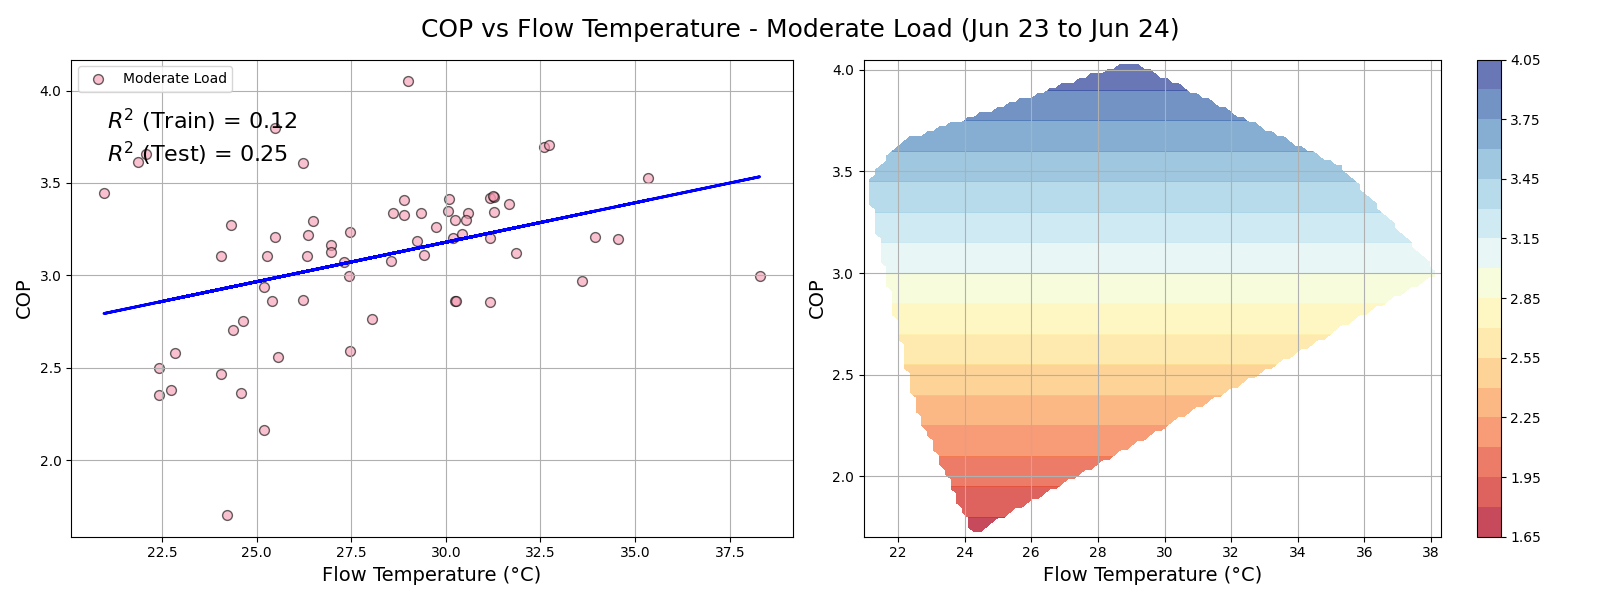 COP vs Flow Temperature - Moderate Load (Jun 23 to Jun 24)
Moderate Load
R² (Train) = 0.12
R² (Test) = 0.25
COP
4.0
3.5
3.0
2.5
2.0
22.5 25.0 27.5 30.0 32.5 35.0 37.5
Flow Temperature (°C)
COP
4.0
3.5
3.0
2.5
2.0
22 24 26 28 30 32 34 36 38
Flow Temperature (°C)
4.05
3.75
3.45
3.15
2.85
2.55
2.25
1.95
1.65